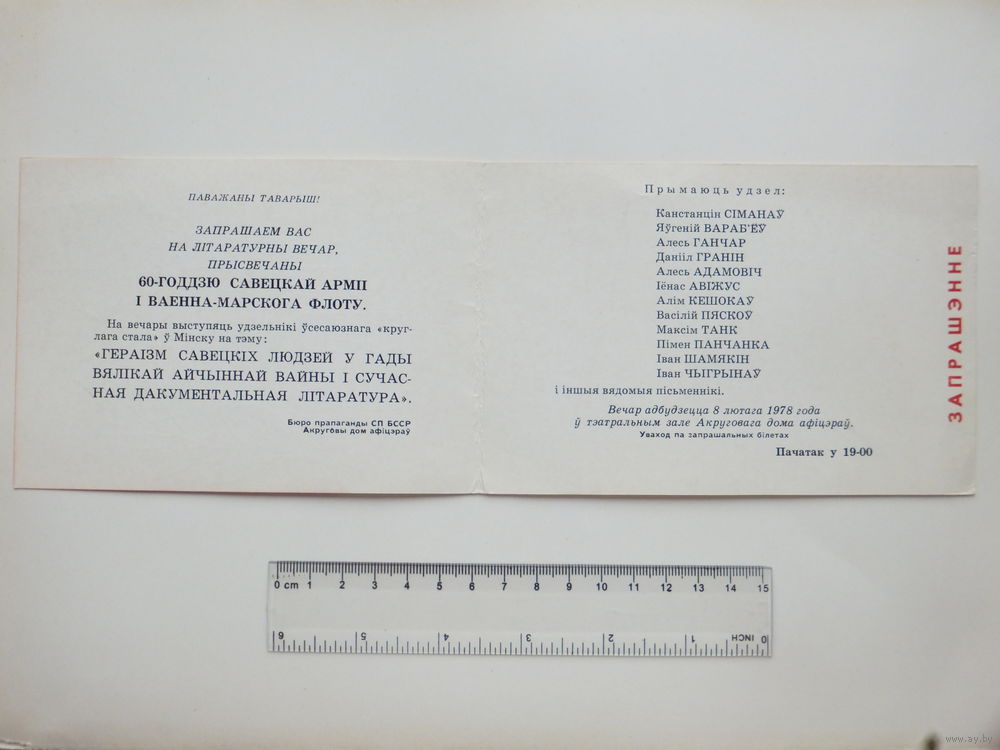 ПАВАЖАНЫ ТАВАРЫШ!
ЗАПРАШАЕМ ВАС
НА ЛІТАРАТУРНЫ ВЕЧАР,
ПРЫСВЕЧАНЫ
60-ГОДДЗЮ САВЕЦКАЙ АРМІІ
І ВАЕННА-МАРСКОГА ФЛОТУ.
На вечары выступяць удзельнікі ўсесаюзнага «круг-
лага стала» ў Мінску на тэму:
«ГЕРАІЗМ САВЕЦКІХ ЛЮДЗЕЙ У ГАДЫ
ВЯЛІКАЙ АЙЧЫННАЙ ВАЙНЫ І СУЧАС-
НАЯ ДАКУМЕНТАЛЬНАЯ ЛІТАРАТУРА».
Бюро прапаганды СП БССР
Акруговы дом афіцэраў
Прымаюць удзел:
Канстанцін СІМАНАЎ
Яўгеній ВАРАБ'ЁЎ
Алесь ГАНЧАР
Данііл ГРАНІН
Алесь АДАМОВІЧ
Іёнас АВІЖУС
Алім КЕШОКАЎ
Васілій ПЯСКОЎ
Максім ТАНК
Пімен ПАНЧАНКА
Іван ШАМЯКІН
Іван ЧЫГРЫНАЎ
і іншыя вядомыя пісьменнікі.
Вечар адбудзецца 8 лютага 1978 года
ў тэатральным зале Акруговага дома афіцэраў.
Уваход па запрашальных білетах
Пачатак у 19-00
ЗАПРАШЭННЕ
0 cm 1 2 3 4 5 6 7 8 9 10 11 12 13 14 15
6 5 4 3 2 1 INCH 0
www.ay.by